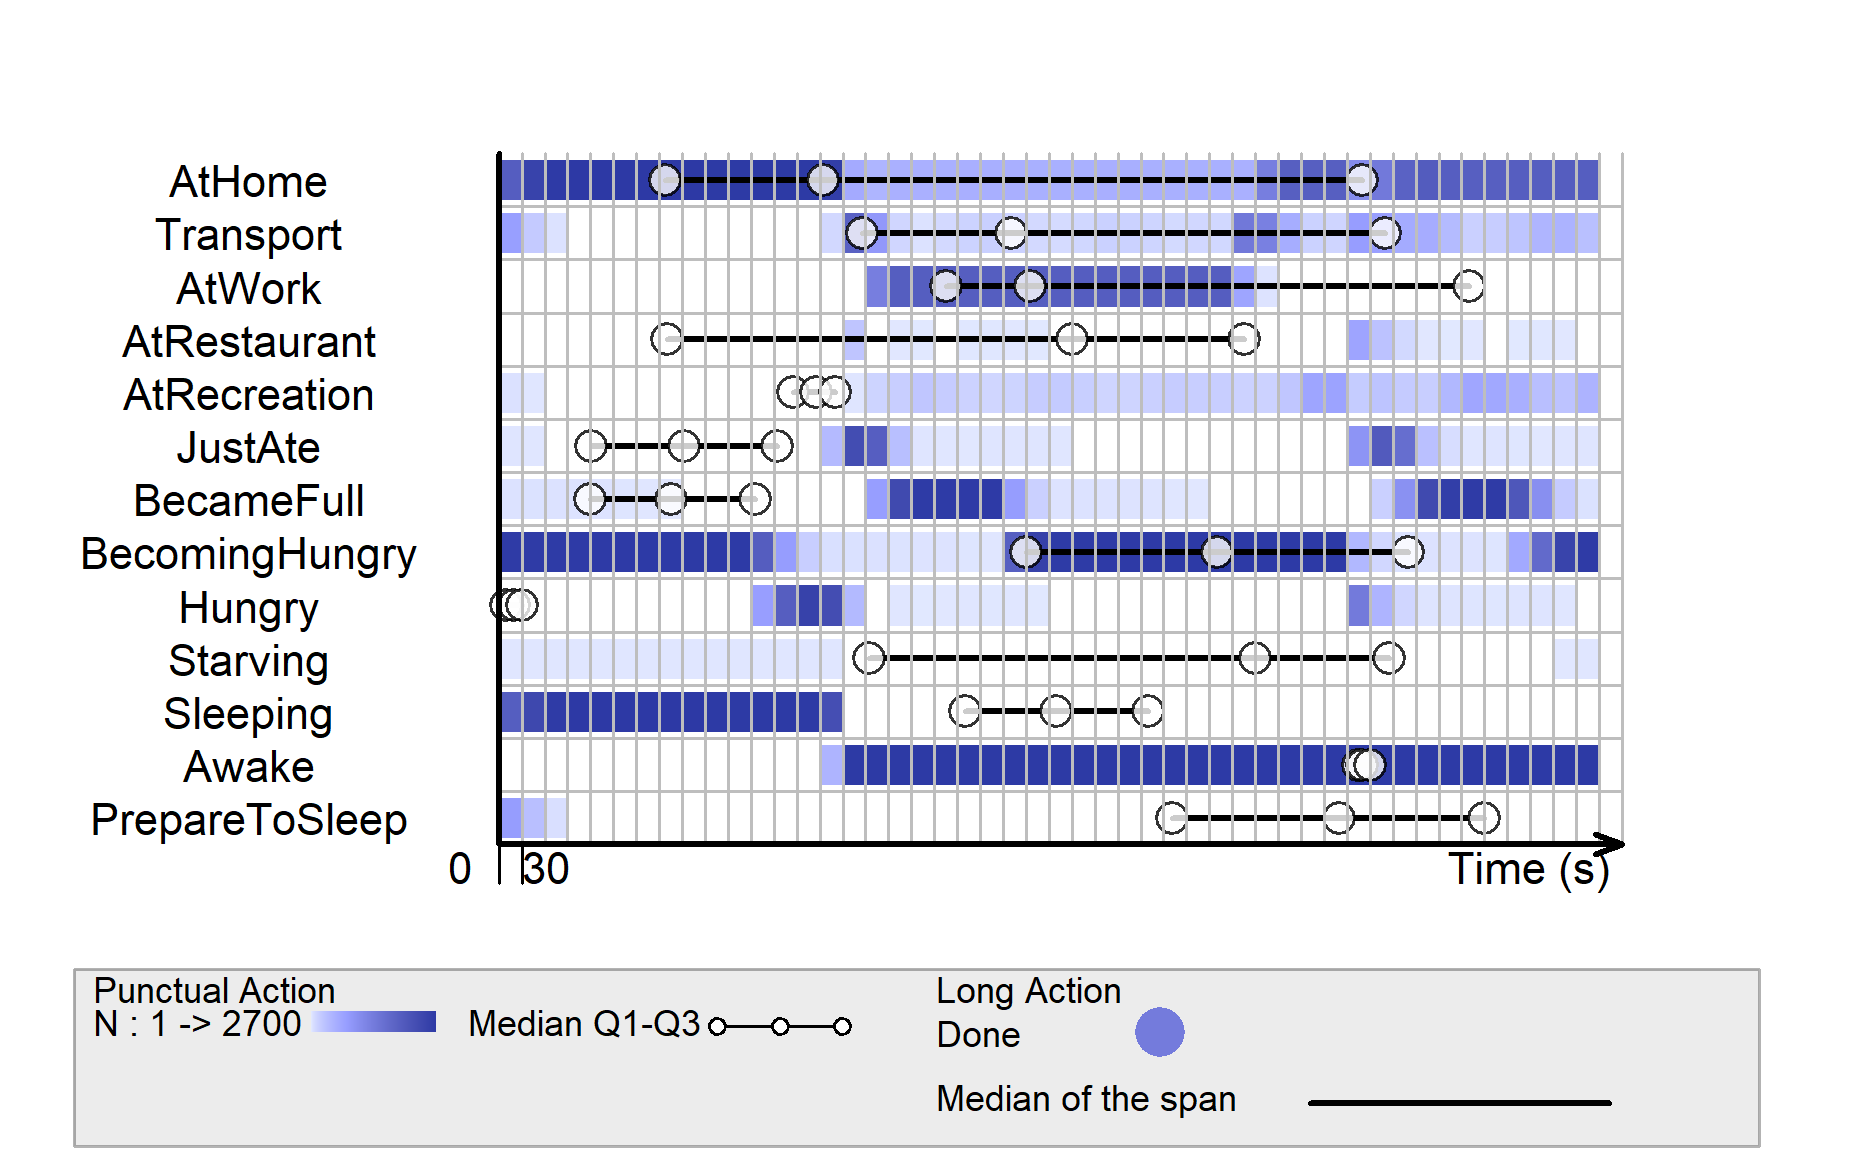 AtHome
Transport
AtWork
AtRestaurant
AtRecreation
JustAte
BecameFull
BecomingHungry
Hungry
Starving
Sleeping
Awake
PrepareToSleep
0 30 Time (s)
Punctual Action
N : 1 -> 2700 Median Q1-Q3
Long Action
Done
Median of the span